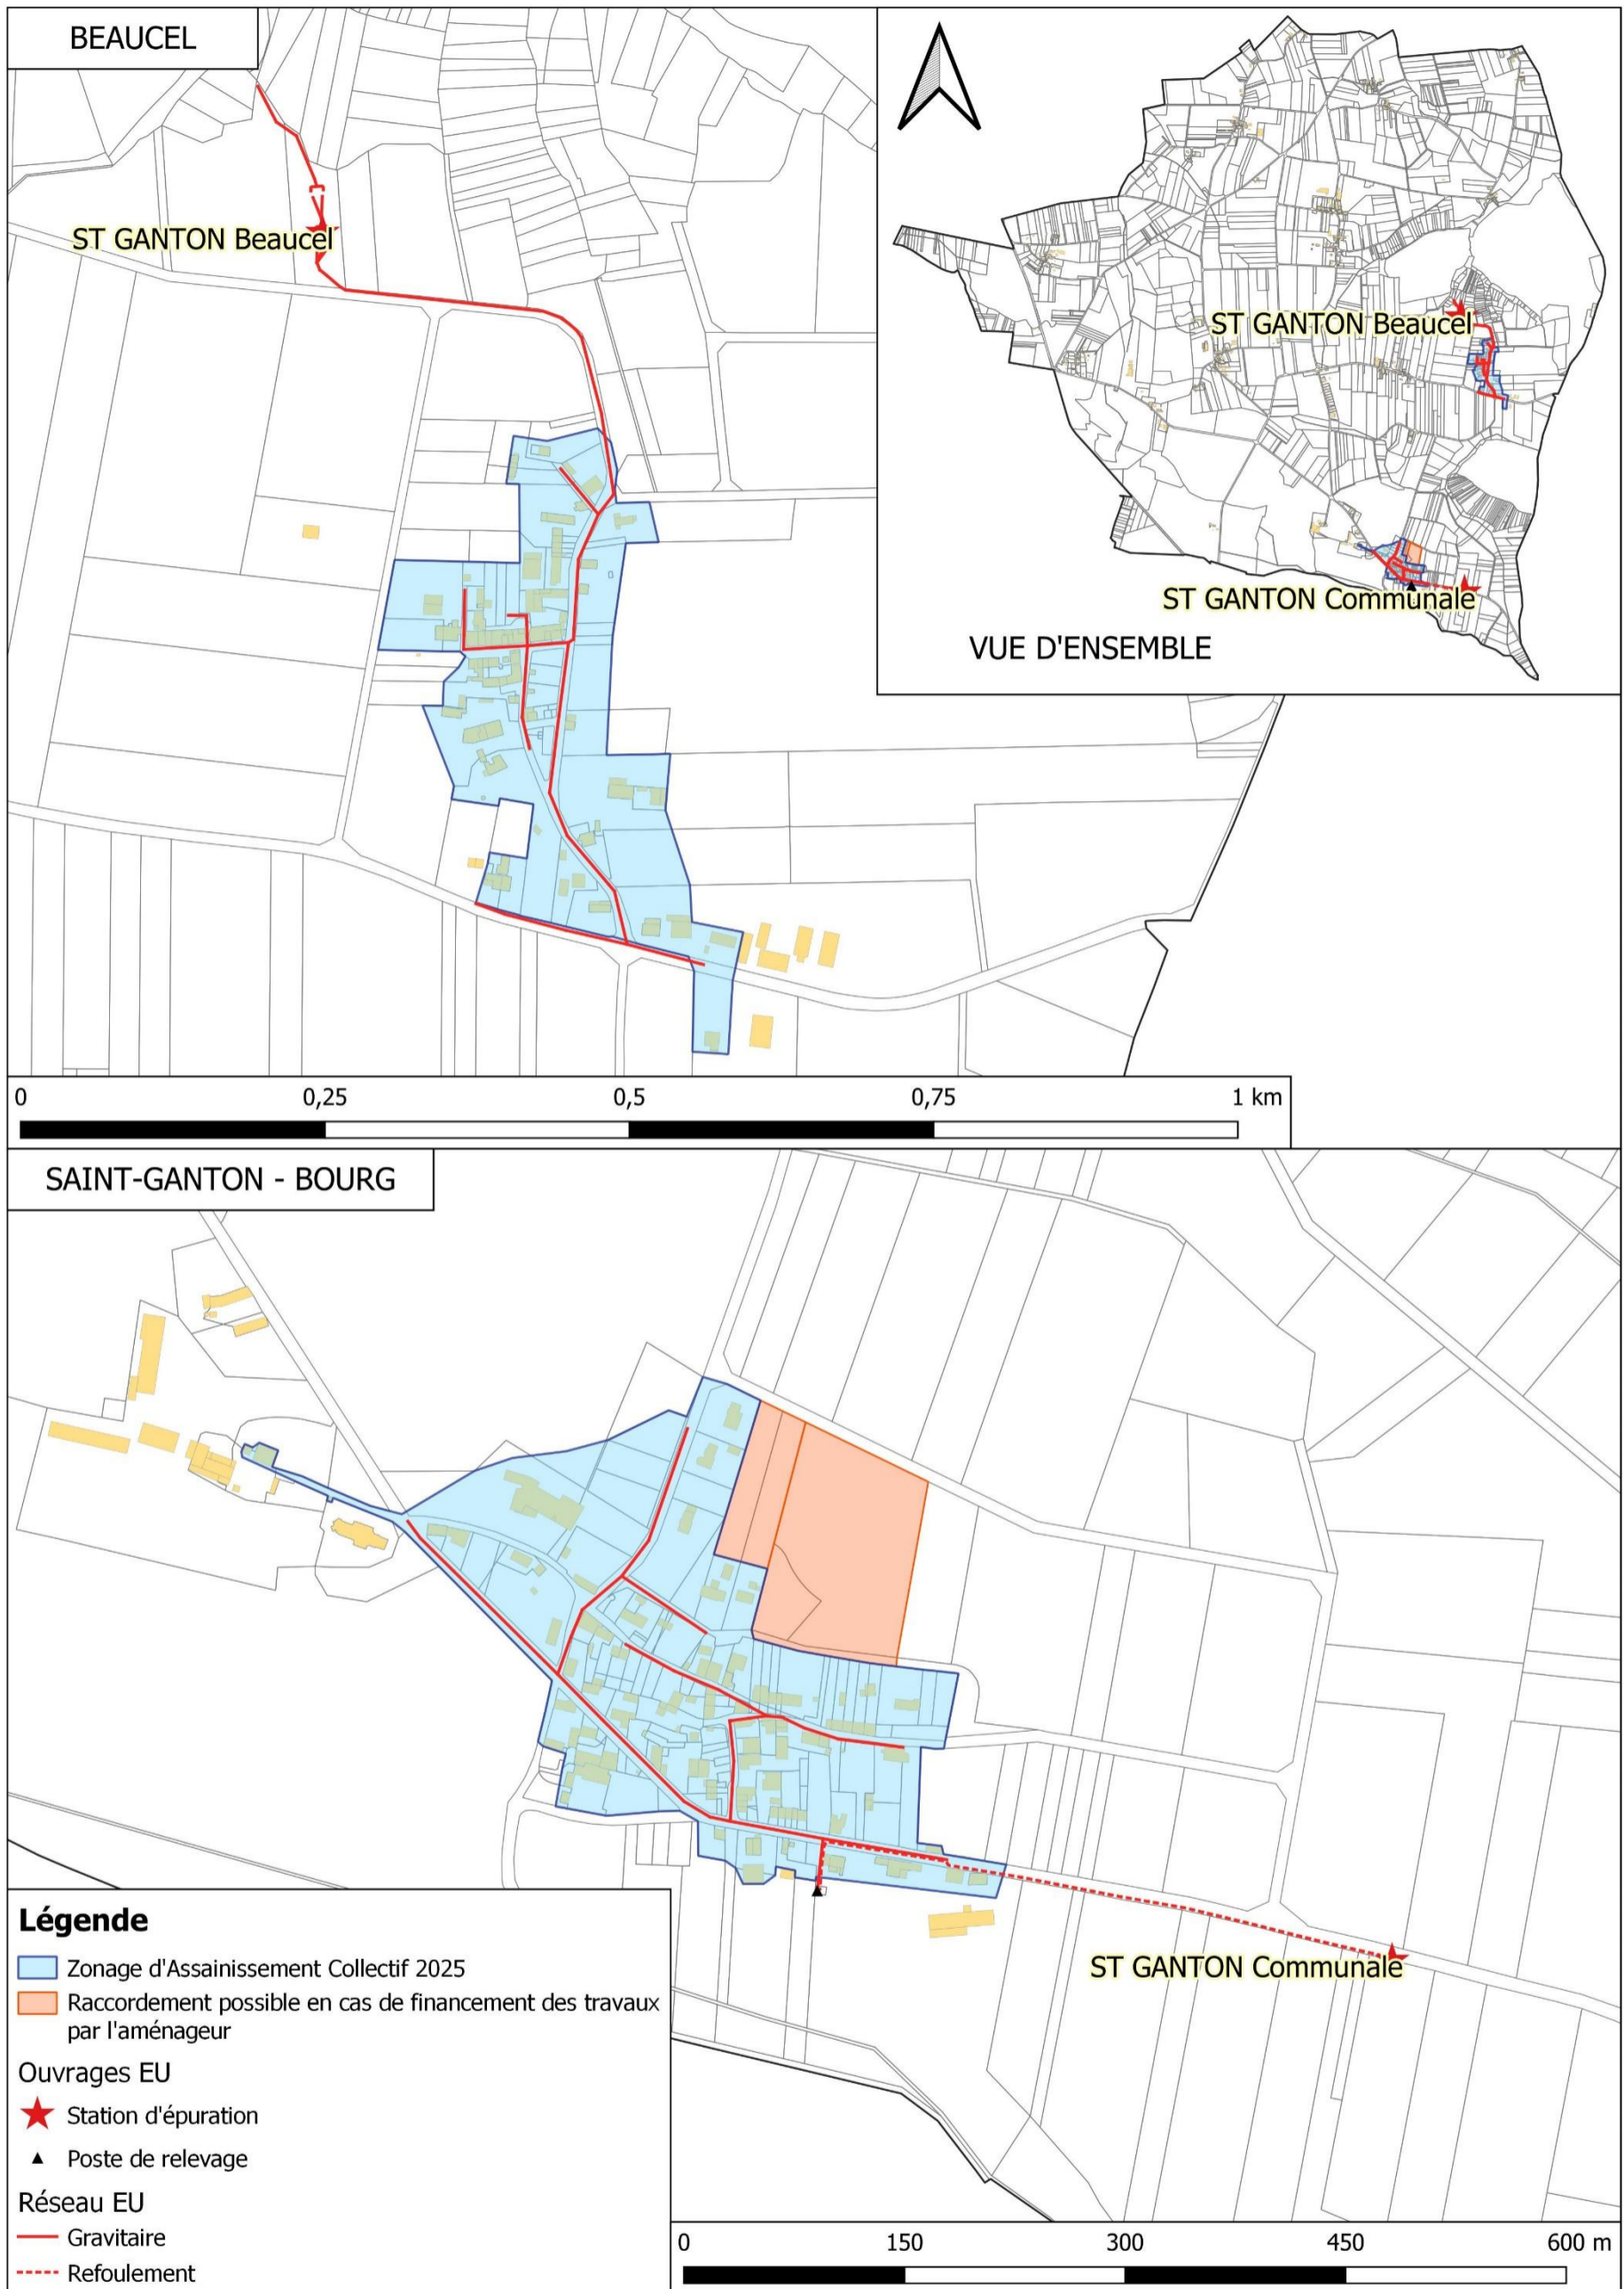 BEAUCEL
ST GANTON Beaucel
ST GANTON Beaucel
ST GANTON Communale
VUE D'ENSEMBLE
0 0,25 0,5 0,75 1 km
SAINT-GANTON - BOURG
ST GANTON Communale
Légende
Zonage d'Assainissement Collectif 2025
Raccordement possible en cas de financement des travaux
par l'aménageur
Ouvrages EU
Station d'épuration
Poste de relevage
Réseau EU
Gravitaire
Refoulement
0 150 300 450 600 m